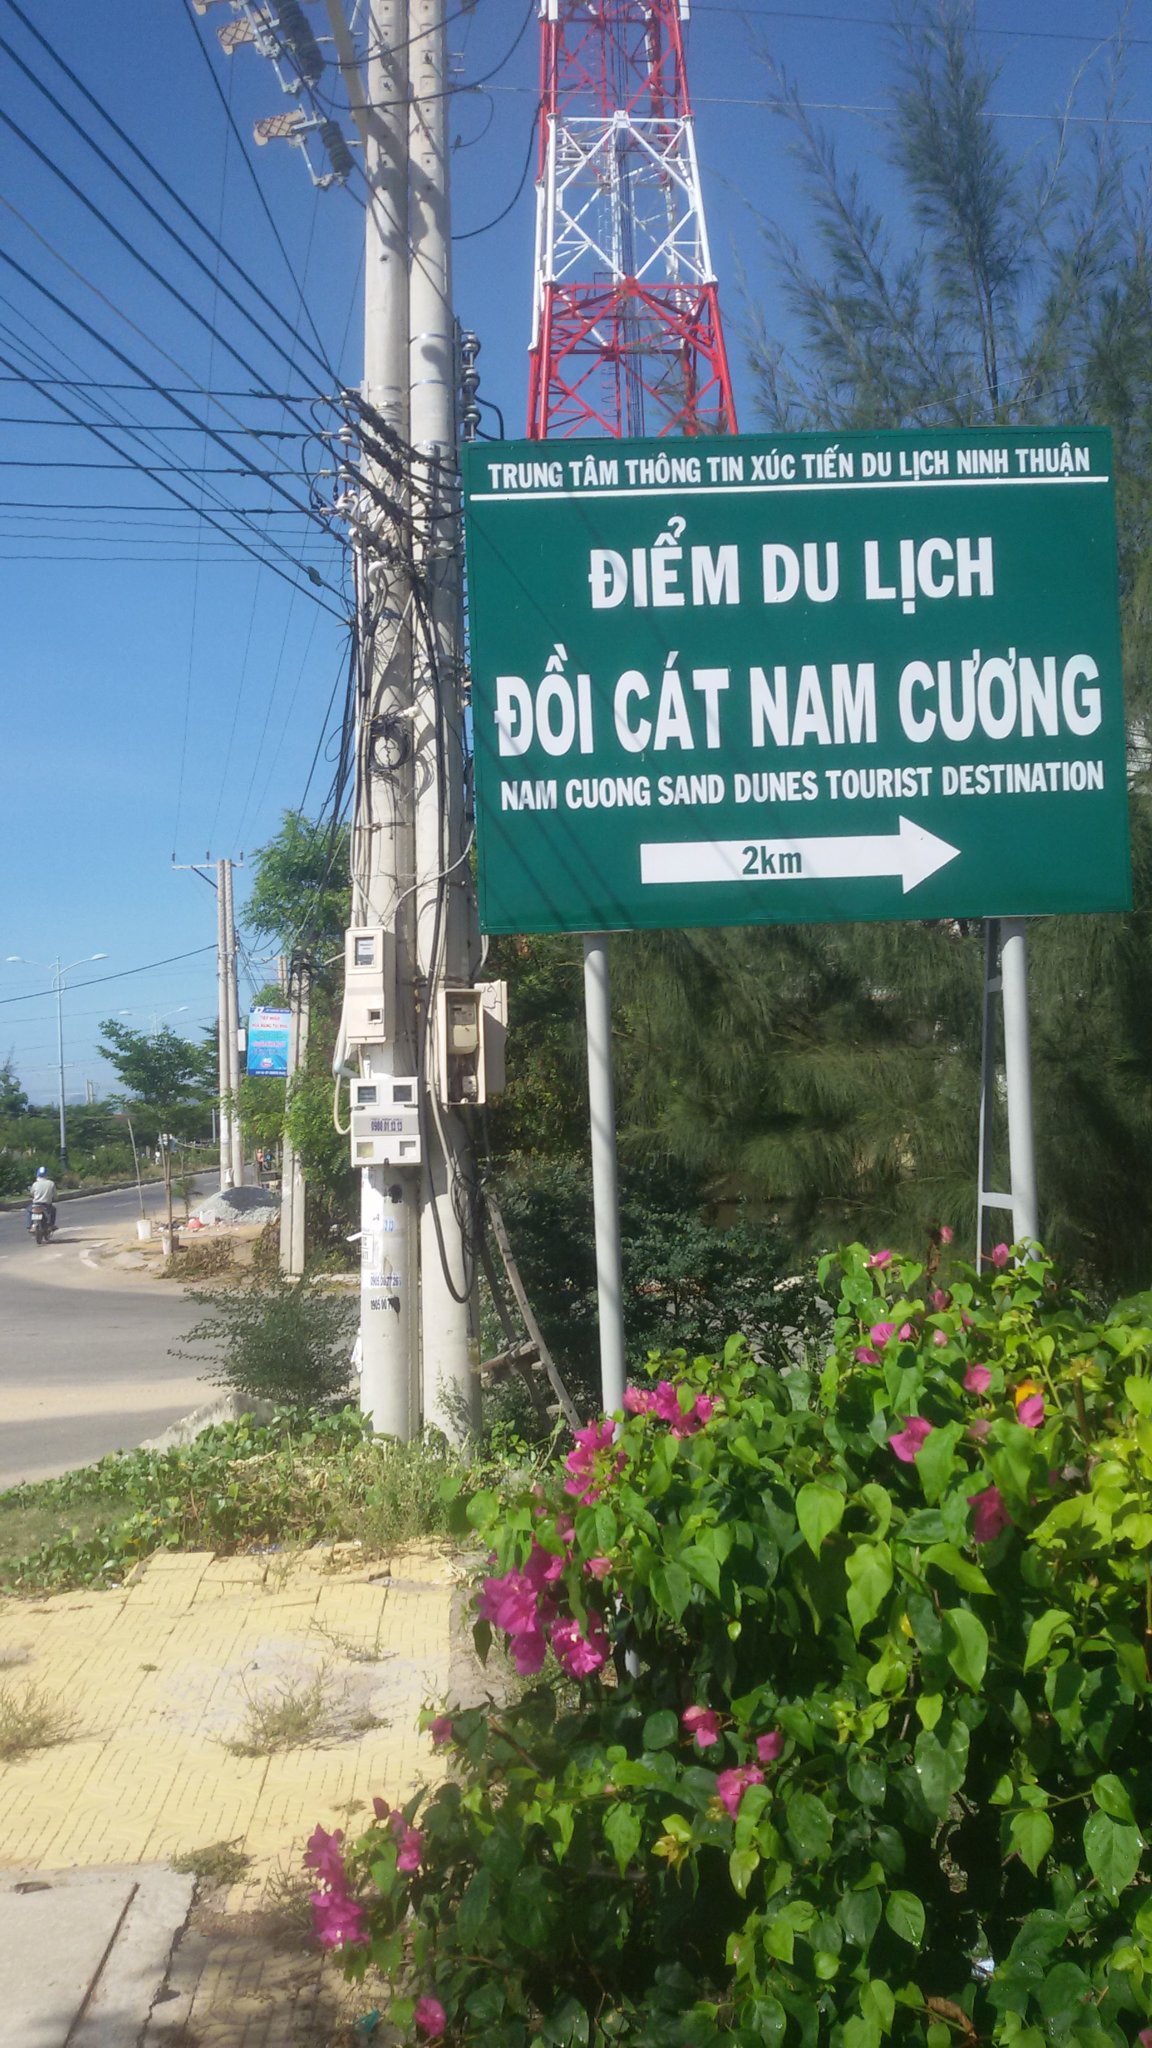 TRUNG TÂM THÔNG TIN XÚC TIẾN DU LỊCH NINH THUẬN
ĐIỂM DU LỊCH
ĐỒI CÁT NAM CƯƠNG
NAM CUONG SAND DUNES TOURIST DESTINATION
2km